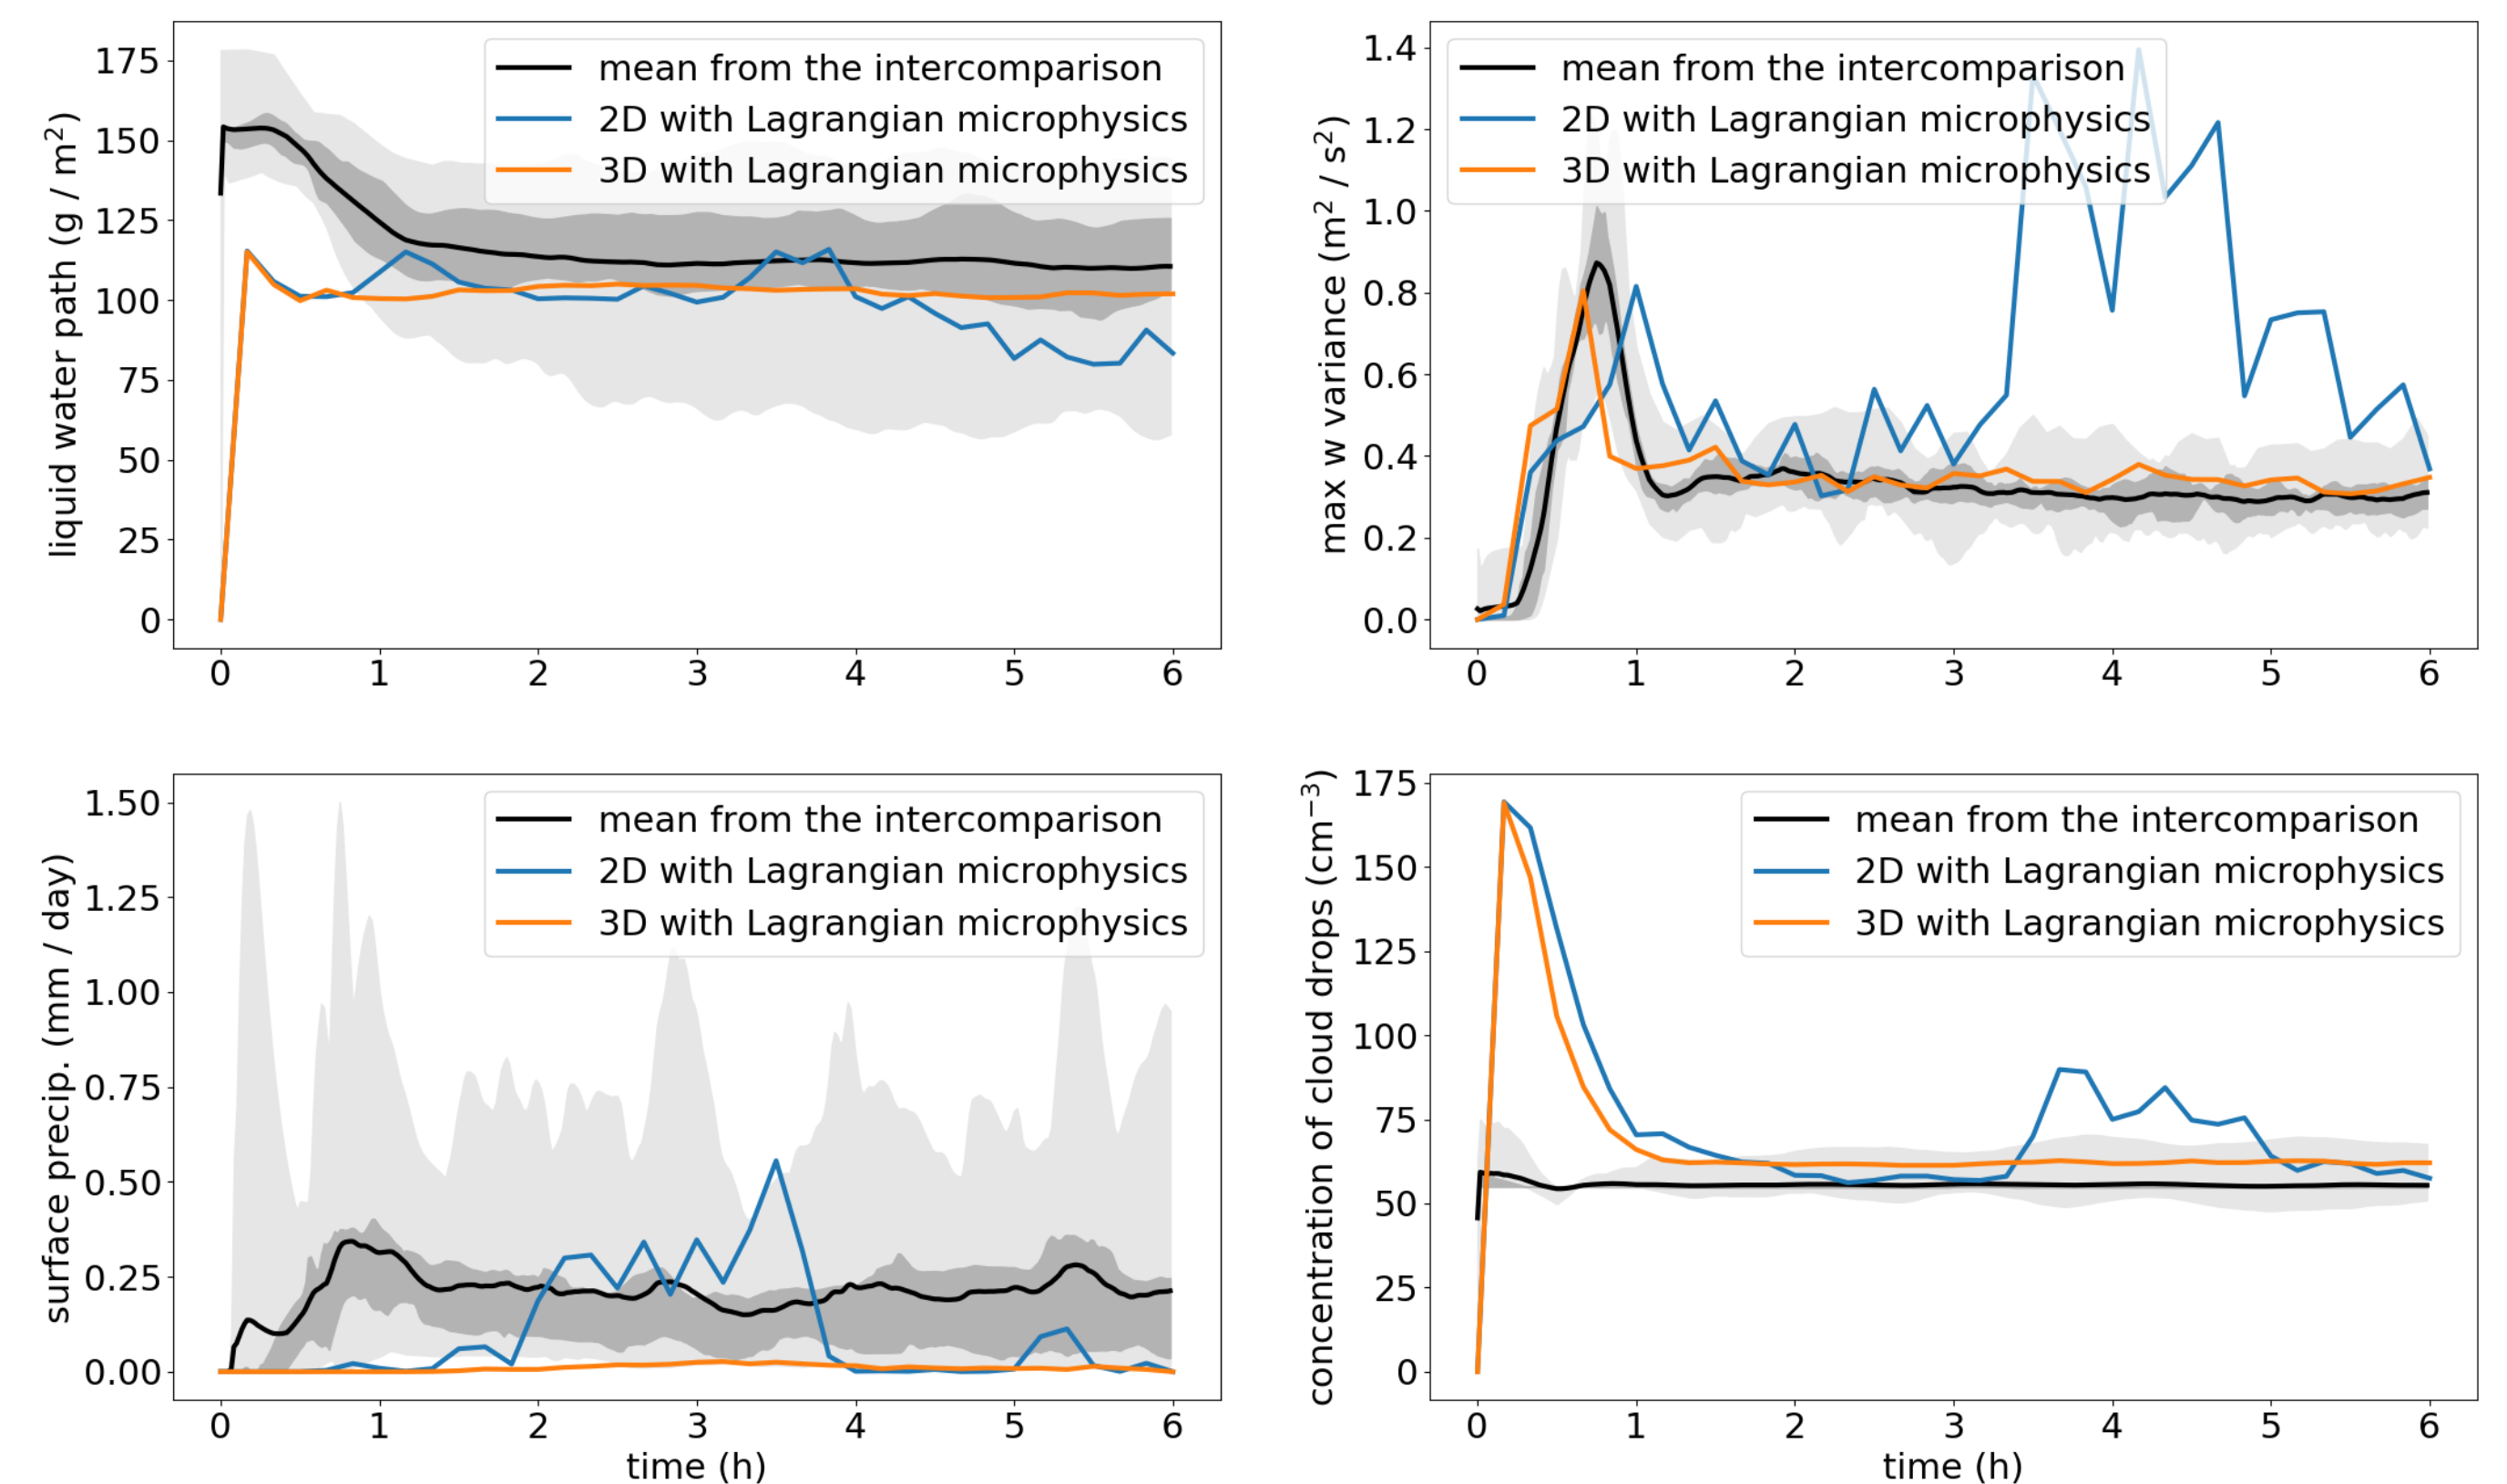 liquid water path (g / m²)
175
150
125
100
75
50
25
0
mean from the intercomparison
2D with Lagrangian microphysics
3D with Lagrangian microphysics
0 1 2 3 4 5 6
max w variance (m² / s²)
1.4
1.2
1.0
0.8
0.6
0.4
0.2
0.0
mean from the intercomparison
2D with Lagrangian microphysics
3D with Lagrangian microphysics
0 1 2 3 4 5 6
surface precip. (mm / day)
1.50
1.25
1.00
0.75
0.50
0.25
0.00
mean from the intercomparison
2D with Lagrangian microphysics
3D with Lagrangian microphysics
0 1 2 3 4 5 6
time (h)
concentration of cloud drops (cm⁻³)
175
150
125
100
75
50
25
0
mean from the intercomparison
2D with Lagrangian microphysics
3D with Lagrangian microphysics
0 1 2 3 4 5 6
time (h)